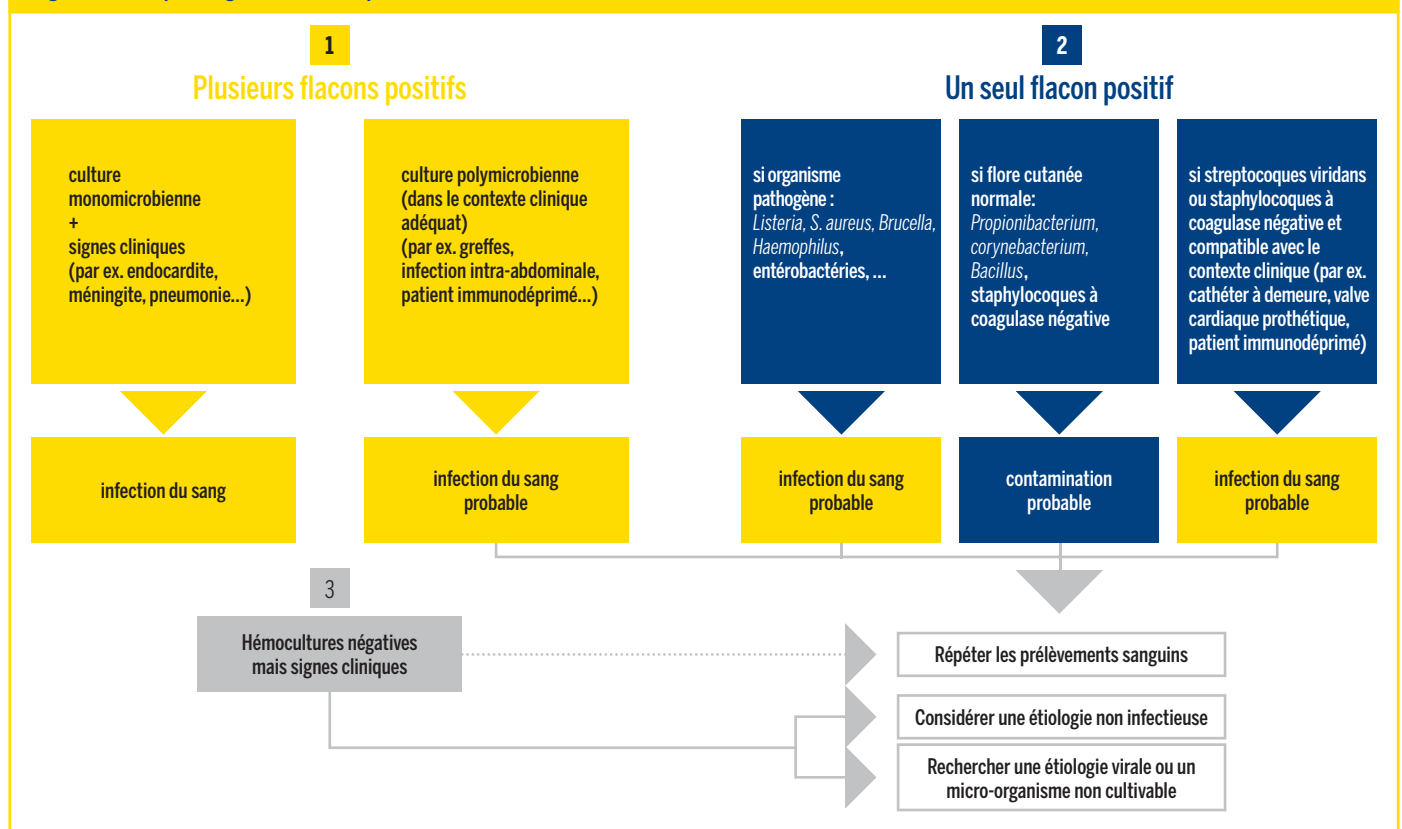 1
Plusieurs flacons positifs
2
Un seul flacon positif
culture
monomicrobienne
+
signes cliniques
(par ex. endocardite,
méningite, pneumonie...)
culture polymicrobienne
(dans le contexte clinique
adéquat)
(par ex. greffes,
infection intra-abdominale,
patient immunodéprimé...)
si organisme
pathogène :
Listeria, S. aureus, Brucella,
Haemophilus,
entérobactéries, ...
si flore cutanée
normale:
Propionibacterium,
corynebacterium,
Bacillus,
staphylocoques à
coagulase négative
si streptocoques viridans
ou staphylocoques à
coagulase négative et
compatible avec le
contexte clinique (par ex.
cathéter à demeure, valve
cardiaque prothétique,
patient immunodéprimé)
infection du sang
infection du sang
probable
infection du sang
probable
contamination
probable
infection du sang
probable
3
Hémocultures négatives
mais signes cliniques
Répéter les prélèvements sanguins
Considérer une étiologie non infectieuse
Rechercher une étiologie virale ou un
micro-organisme non cultivable